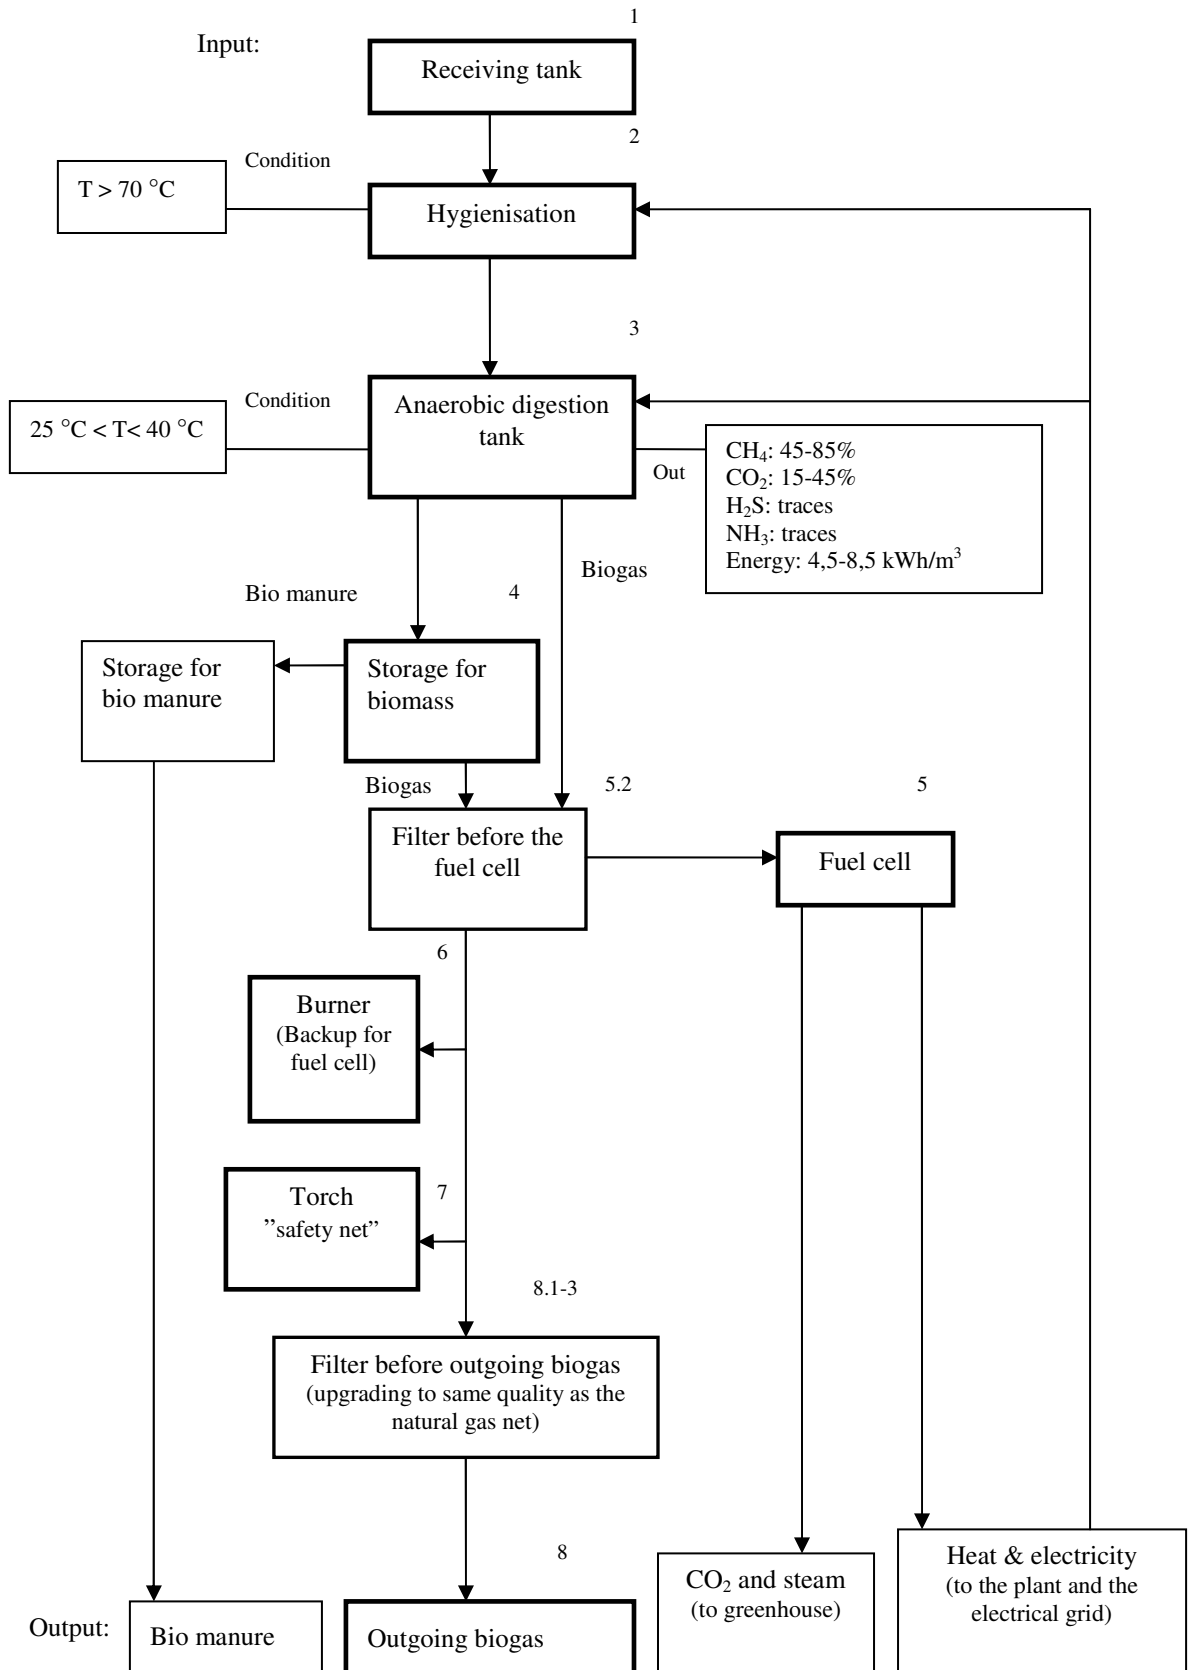 1
Input:
Receiving tank
2
Condition
T > 70 °C
Hygienisation
3
Condition
25 °C < T< 40 °C
Anaerobic digestion
tank
Out
CH₄: 45-85%
CO₂: 15-45%
H₂S: traces
NH₃: traces
Energy: 4,5-8,5 kWh/m³
Biogas
Bio manure
4
Storage for
bio manure
Storage for
biomass
Biogas
5.2
5
Filter before the
fuel cell
Fuel cell
6
Burner
(Backup for
fuel cell)
7
Torch
”safety net”
8.1-3
Filter before outgoing biogas
(upgrading to same quality as the
natural gas net)
8
CO₂ and steam
(to greenhouse)
Heat & electricity
(to the plant and the
electrical grid)
Output:
Bio manure
Outgoing biogas